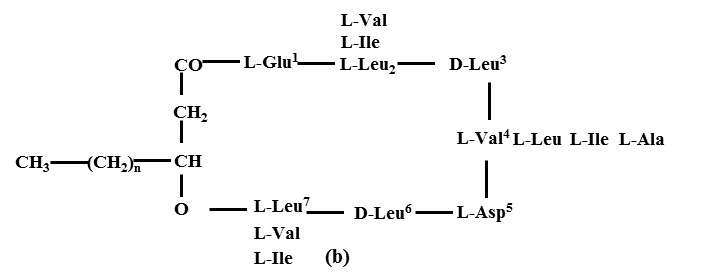 L-Val
L-Ile
CO L-Glu¹ L-Leu₂ D-Leu³
CH₂
L-Val⁴ L-Leu L-Ile L-Ala
CH₃ (CH₂)ₙ CH
O L-Leu⁷ D-Leu⁶ L-Asp⁵
L-Val
L-Ile (b)